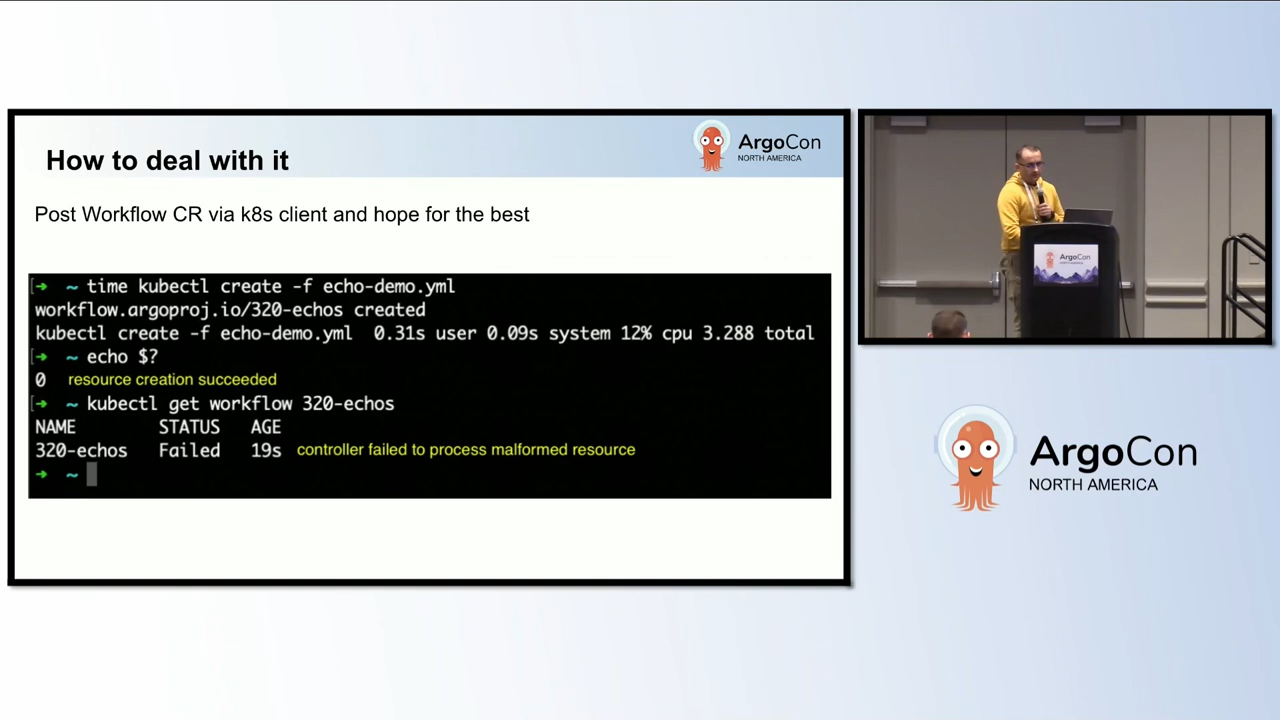 How to deal with it
ArgoCon
NORTH AMERICA
Post Workflow CR via k8s client and hope for the best
[➜ ~ time kubectl create -f echo-demo.yml
workflow.argoproj.io/320-echos created
kubectl create -f echo-demo.yml 0.31s user 0.09s system 12% cpu 3.288 total
[➜ ~ echo $?
0 resource creation succeeded
[➜ ~ kubectl get workflow 320-echos
NAME STATUS AGE
320-echos Failed 19s controller failed to process malformed resource
➜ ~
ArgoCon
ArgoCon
NORTH AMERICA